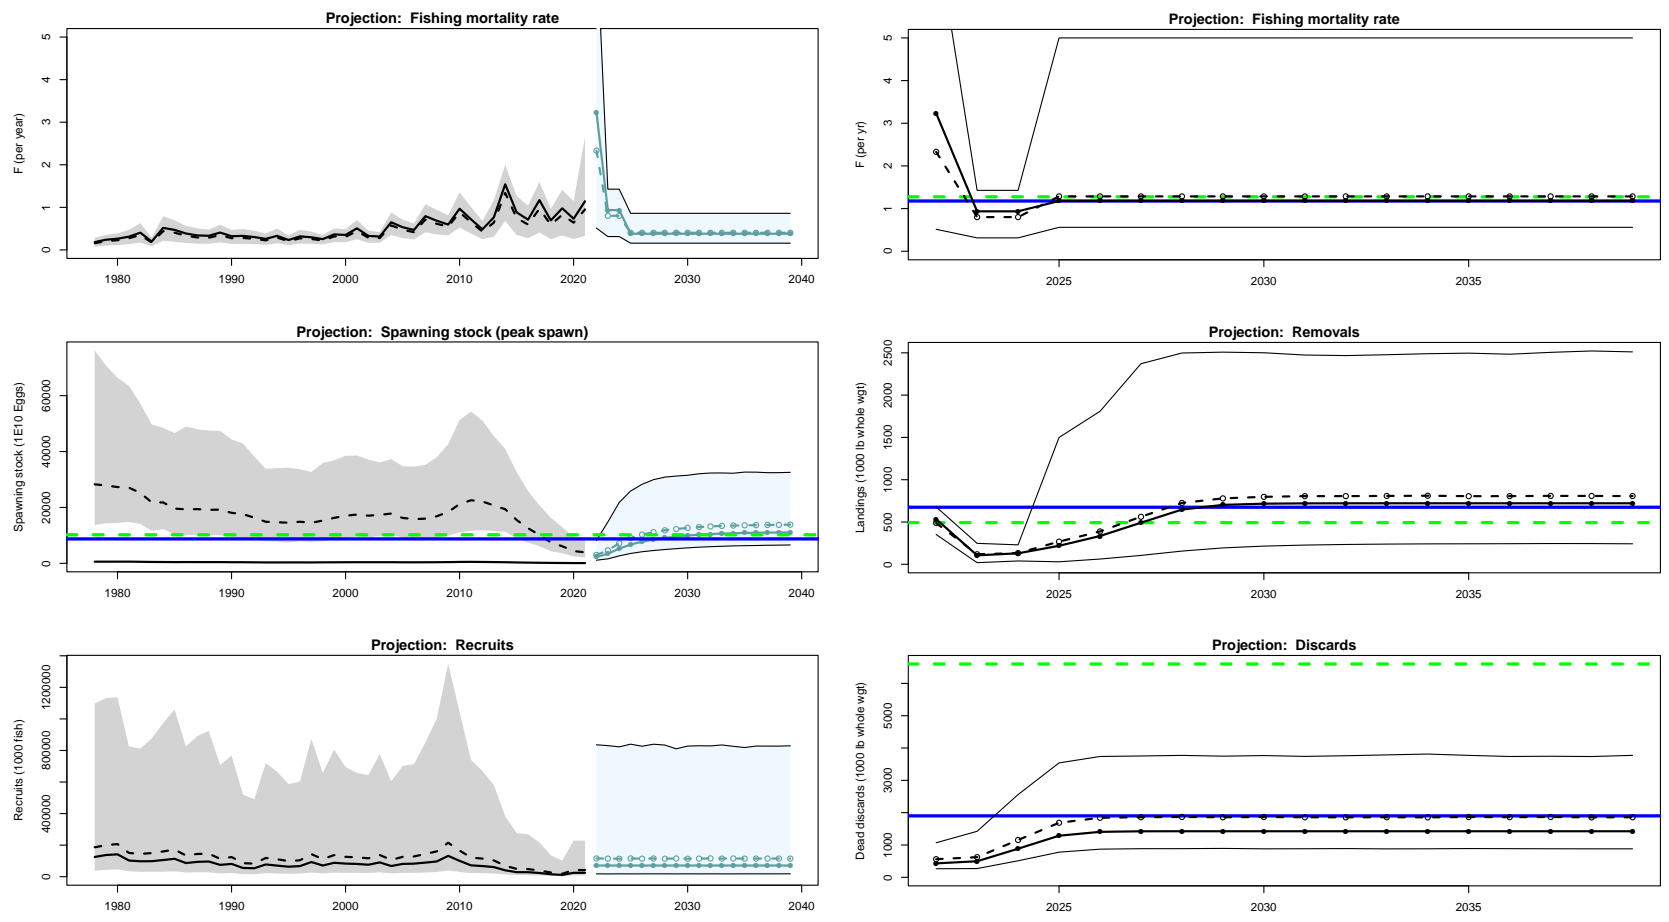 Projection:  Fishing mortality rate
F (per year)
5
4
3
2
1
0
1980 1990 2000 2010 2020 2030 2040
Projection:  Fishing mortality rate
F (per yr)
5
4
3
2
1
0
2025 2030 2035
Projection:  Spawning stock (peak spawn)
Spawning stock (1E10 Eggs)
600000
400000
200000
0
1980 1990 2000 2010 2020 2030 2040
Projection:  Removals
Landings (1000 lb whole wgt)
2500
2000
1500
1000
500
0
2025 2030 2035
Projection:  Recruits
Recruits (1000 fish)
1200000
800000
400000
0
1980 1990 2000 2010 2020 2030 2040
Projection:  Discards
Dead discards (1000 lb whole wgt)
5000
3000
1000
0
2025 2030 2035